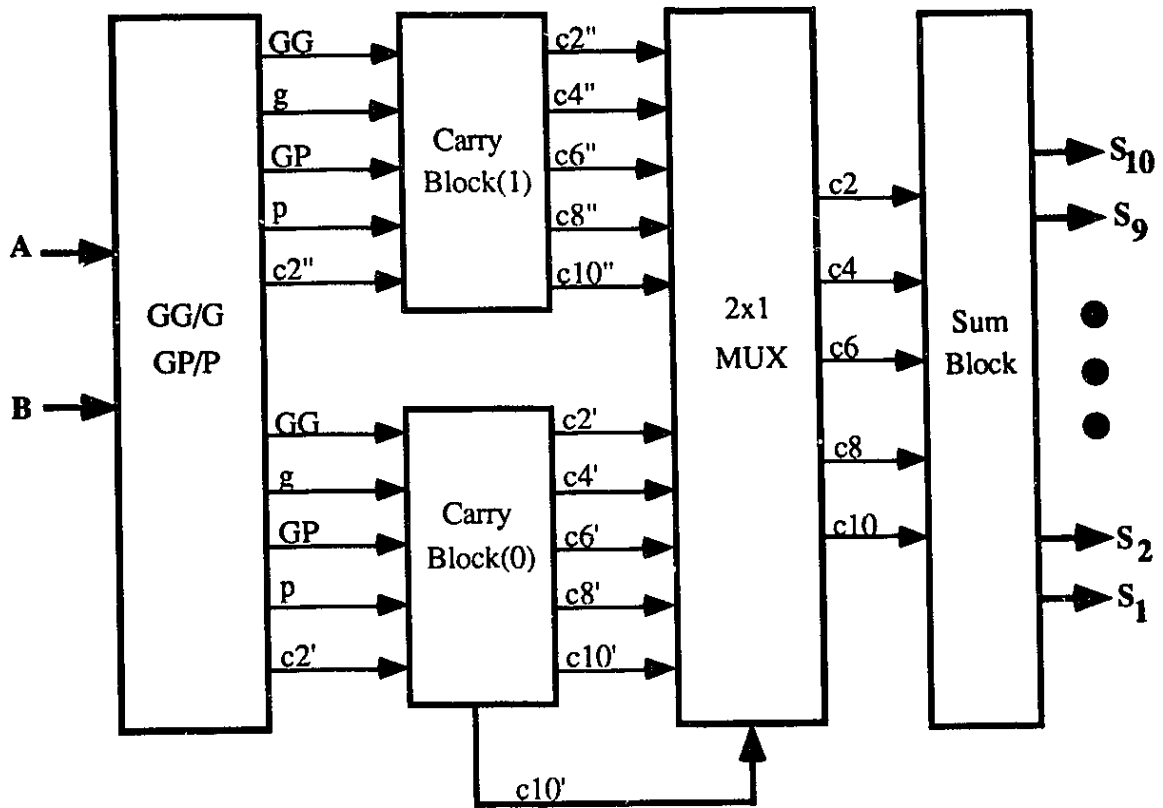 A
B
GG/G
GP/P
GG
g
GP
p
c2"
GG
g
GP
p
c2'
Carry
Block(1)
Carry
Block(0)
c2"
c4"
c6"
c8"
c10"
c2'
c4'
c6'
c8'
c10'
c10'
2x1
MUX
c2
c4
c6
c8
c10
Sum
Block
S10
S9
S2
S1